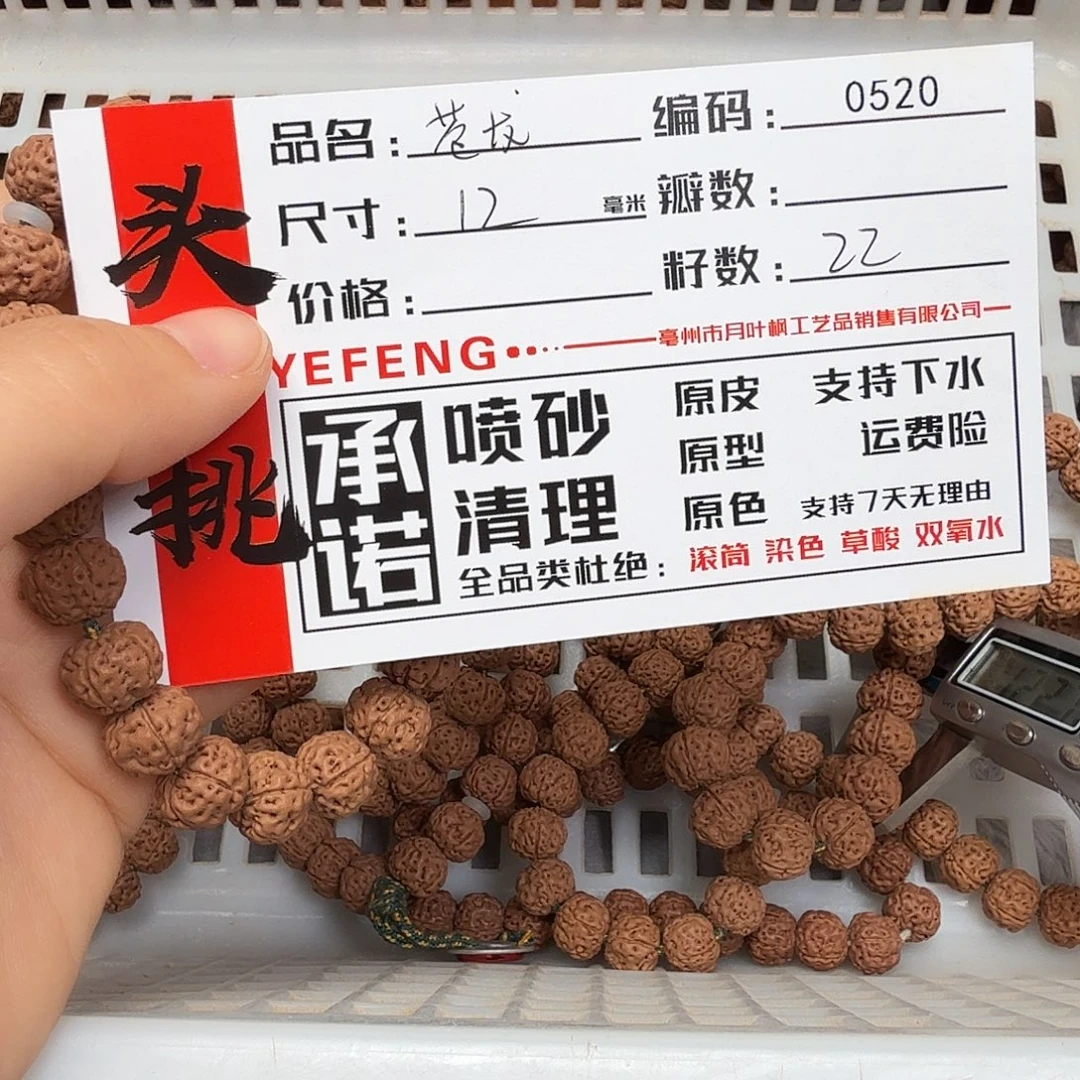 头挑
品名：苍纹
编码：0520
尺寸：12毫米
瓣数：
价格：
籽数：22
YEFENG
亳州市月叶枫工艺品销售有限公司
承诺
喷砂清理
原皮
支持下水
原型
运费险
原色
支持7天无理由
全品类杜绝：滚筒 染色 草酸 双氧水